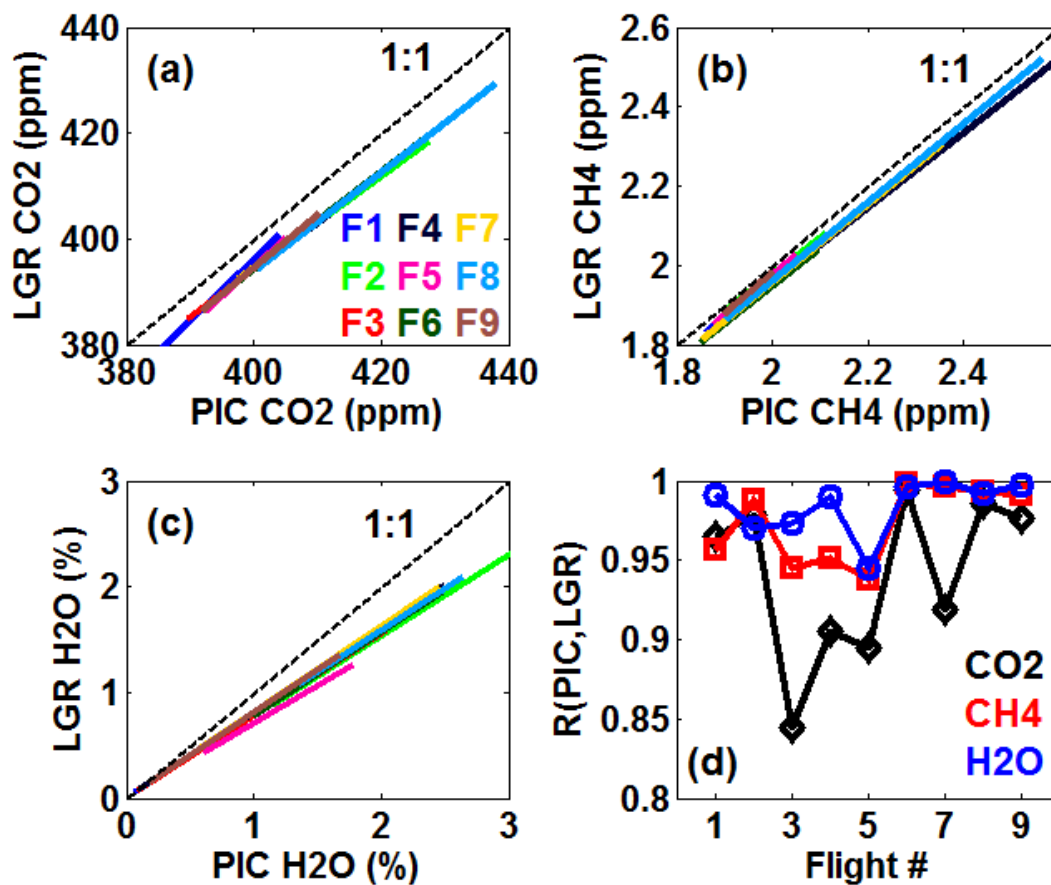 (a)
1:1
LGR CO2 (ppm)
440
420
400
380
F1 F4 F7
F2 F5 F8
F3 F6 F9
380 400 420 440
PIC CO2 (ppm)
(b)
1:1
LGR CH4 (ppm)
2.6
2.4
2.2
2
1.8
1.8 2 2.2 2.4
PIC CH4 (ppm)
(c)
1:1
LGR H2O (%)
3
2
1
0
0 1 2 3
PIC H2O (%)
R(PIC,LGR)
1
0.95
0.9
0.85
0.8
CO2
CH4
H2O
(d)
1 3 5 7 9
Flight #